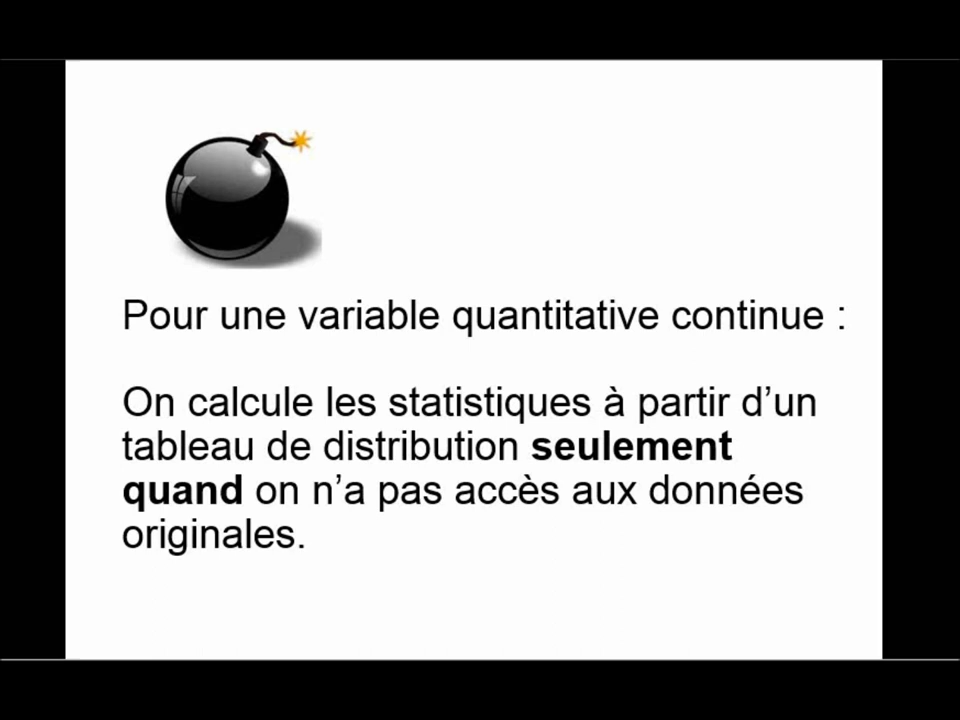 Pour une variable quantitative continue :
On calcule les statistiques à partir d’un
tableau de distribution seulement
quand on n’a pas accès aux données
originales.